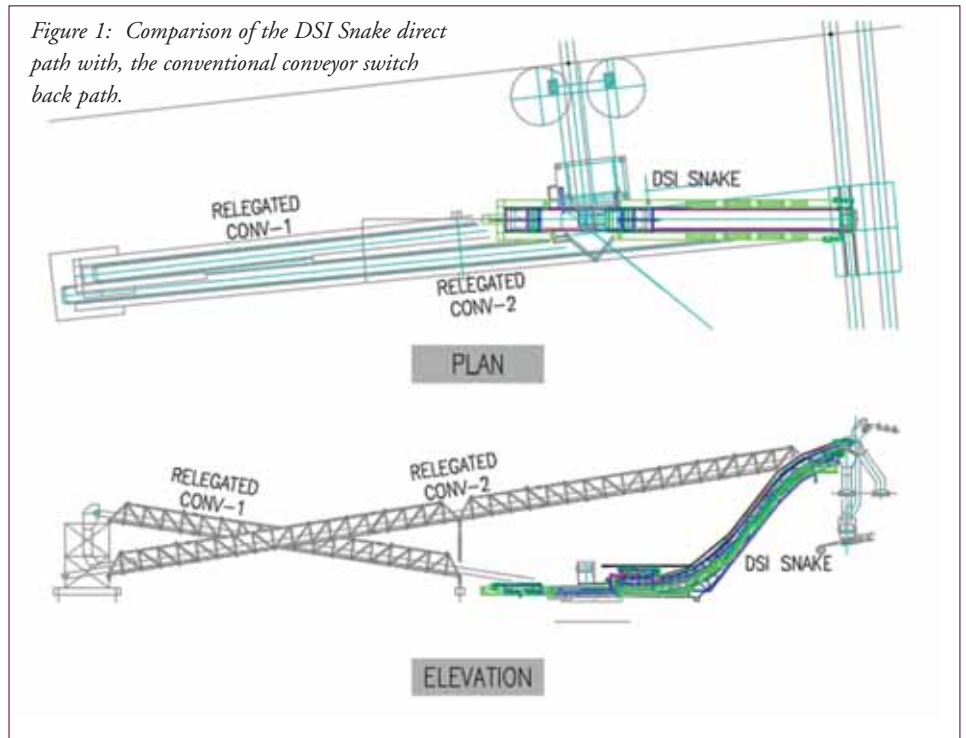 Figure 1: Comparison of the DSI Snake direct
path with, the conventional conveyor switch
back path.
DSI SNAKE
RELEGATED
CONV-1
RELEGATED
CONV-2
PLAN
RELEGATED
CONV-2
RELEGATED
CONV-1
DSI SNAKE
ELEVATION